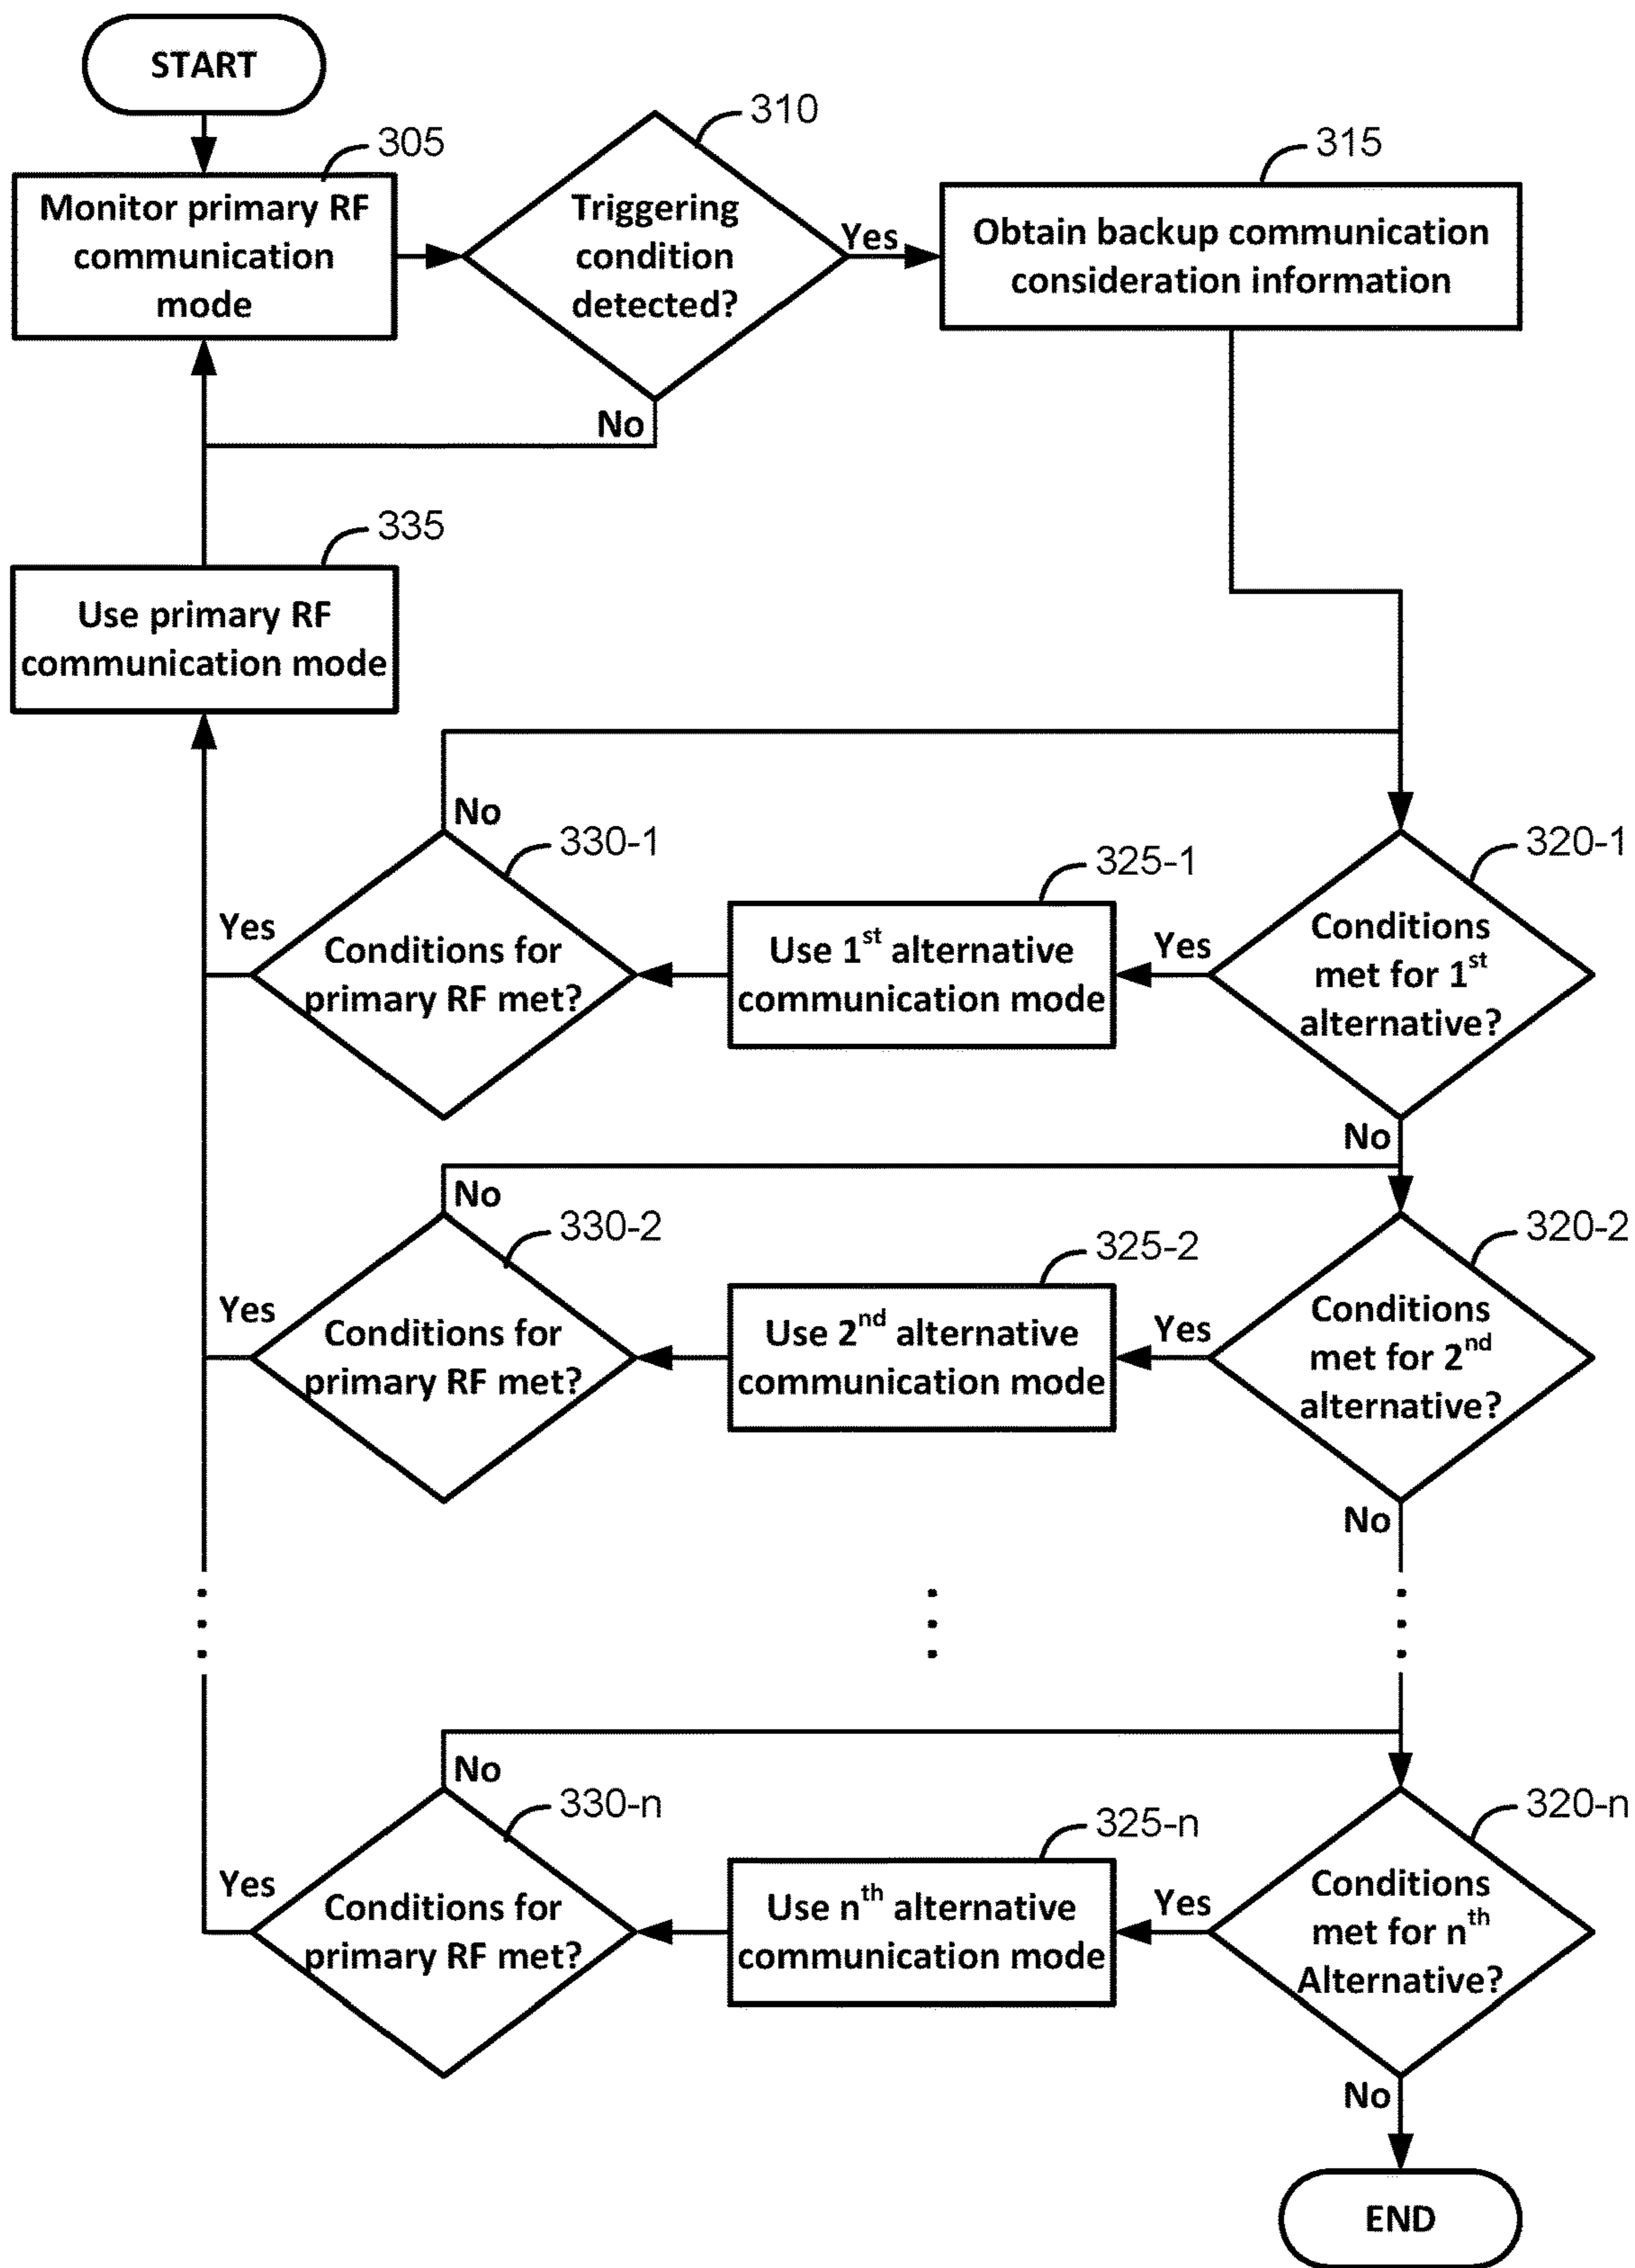 START
305
Monitor primary RF
communication
mode
310
Triggering
condition
detected?
Yes
No
315
Obtain backup communication
consideration information
335
Use primary RF
communication mode
No
330-1
Yes
Conditions for
primary RF met?
325-1
Use 1st alternative
communication mode
Yes
320-1
Conditions
met for 1st
alternative?
No
No
330-2
Yes
Conditions for
primary RF met?
325-2
Use 2nd alternative
communication mode
Yes
320-2
Conditions
met for 2nd
alternative?
No
No
330-n
Yes
Conditions for
primary RF met?
325-n
Use nth alternative
communication mode
Yes
320-n
Conditions
met for nth
Alternative?
No
END